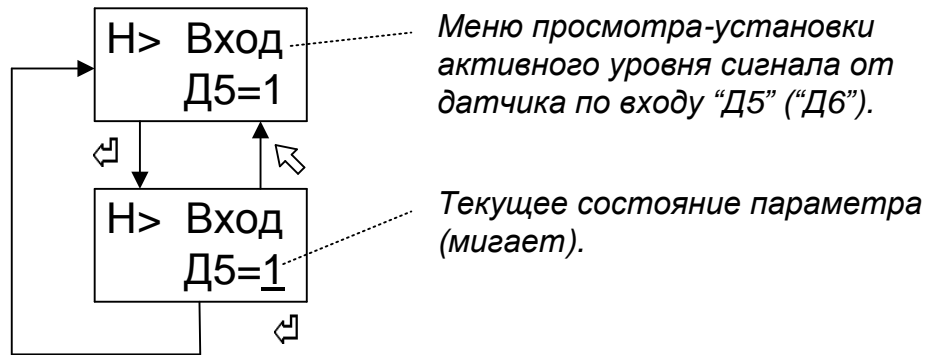 Н> Вход
Д5=1
Меню просмотра-установки
активного уровня сигнала от
датчика по входу “Д5” (“Д6”).
Н> Вход
Д5=1
Текущее состояние параметра
(мигает).